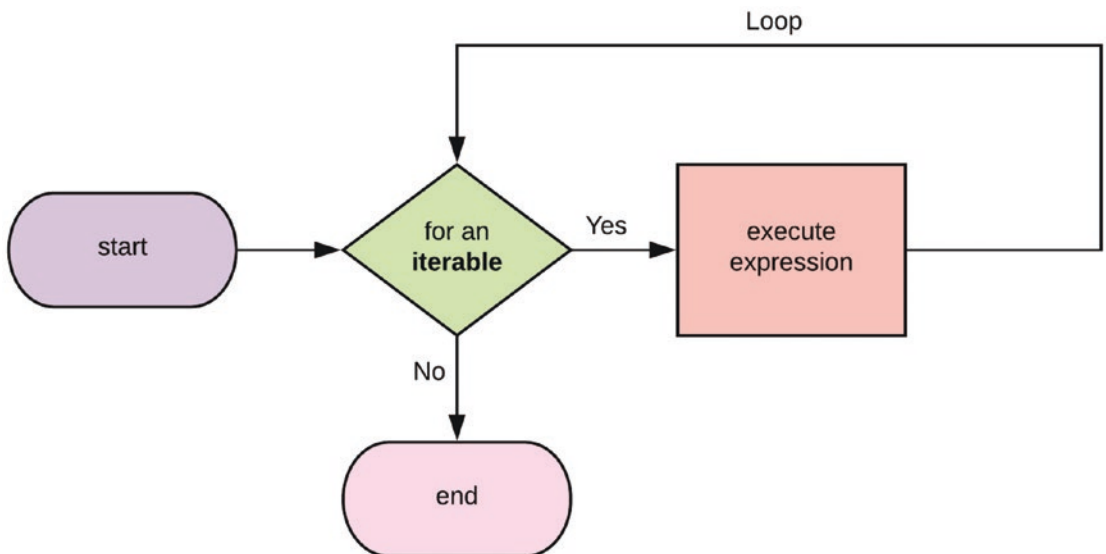 Loop
start
for an
iterable
Yes
execute
expression
No
end